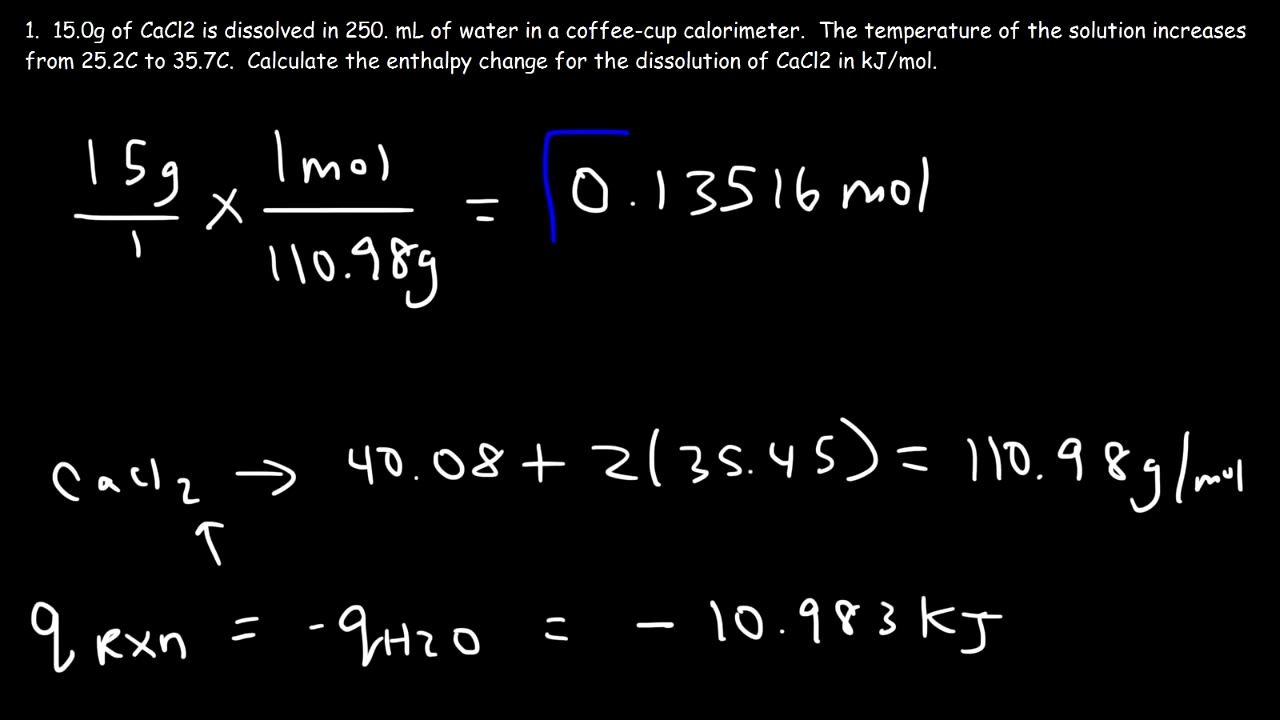 1. 15.0g of CaCl2 is dissolved in 250. mL of water in a coffee-cup calorimeter. The temperature of the solution increases
from 25.2C to 35.7C. Calculate the enthalpy change for the dissolution of CaCl2 in kJ/mol.
15g/1 × 1mol/110.98g = 0.13516 mol
CaCl2 → 40.08 + 2(35.45) = 110.98g/mol
↑
qRxn = -qH2O = - 10.983 KJ